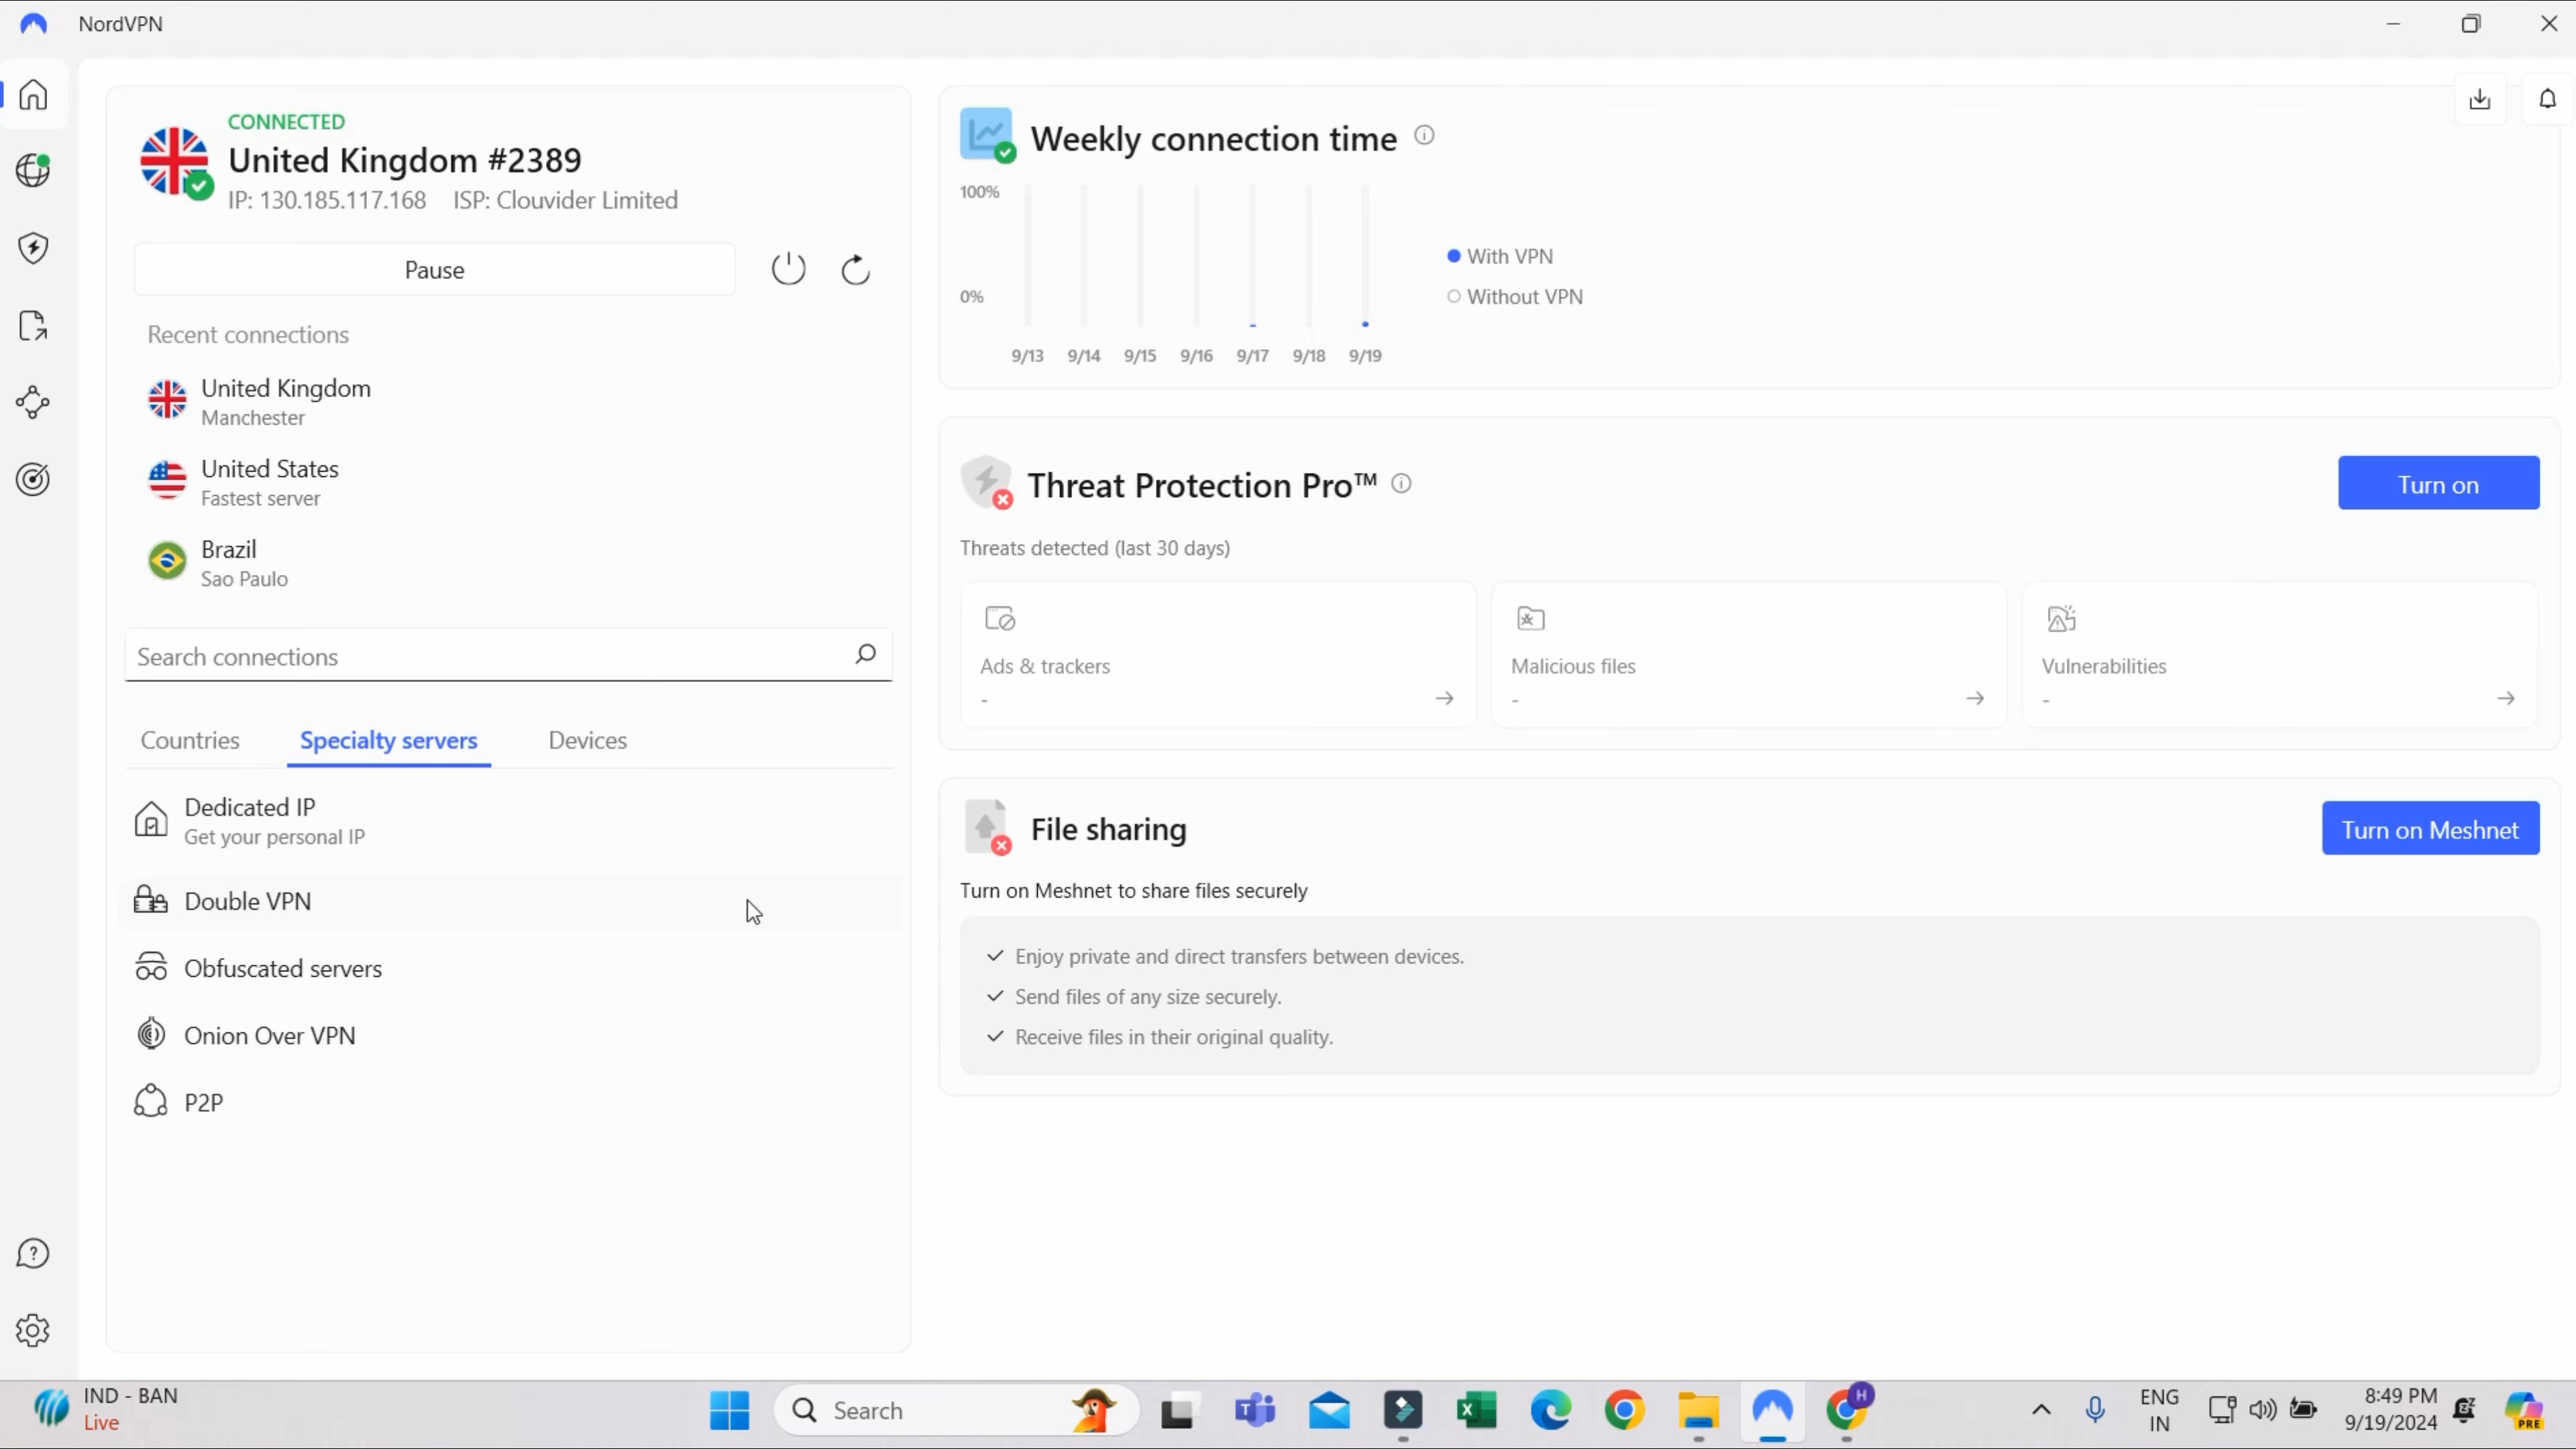 NordVPN
CONNECTED
United Kingdom #2389
IP: 130.185.117.168 ISP: Clouvider Limited
Pause
Recent connections
United Kingdom
Manchester
United States
Fastest server
Brazil
Sao Paulo
Search connections
Countries Specialty servers Devices
Dedicated IP
Get your personal IP
Double VPN
Obfuscated servers
Onion Over VPN
P2P
Weekly connection time
100%
0%
9/13 9/14 9/15 9/16 9/17 9/18 9/19
With VPN
Without VPN
Threat Protection Pro™
Turn on
Threats detected (last 30 days)
Ads & trackers
-
Malicious files
-
Vulnerabilities
-
File sharing
Turn on Meshnet
Turn on Meshnet to share files securely
Enjoy private and direct transfers between devices.
Send files of any size securely.
Receive files in their original quality.
IND - BAN
Live
Search
H
ENG
IN
8:49 PM
9/19/2024
PRE